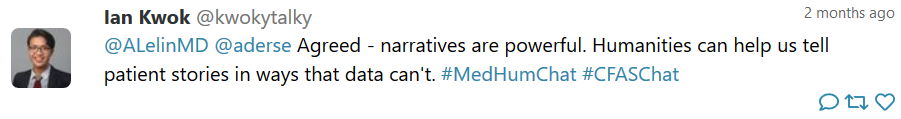 Ian Kwok @kwokytalky 2 months ago
@ALelinMD @aderse Agreed - narratives are powerful. Humanities can help us tell
patient stories in ways that data can't. #MedHumChat #CFASChat